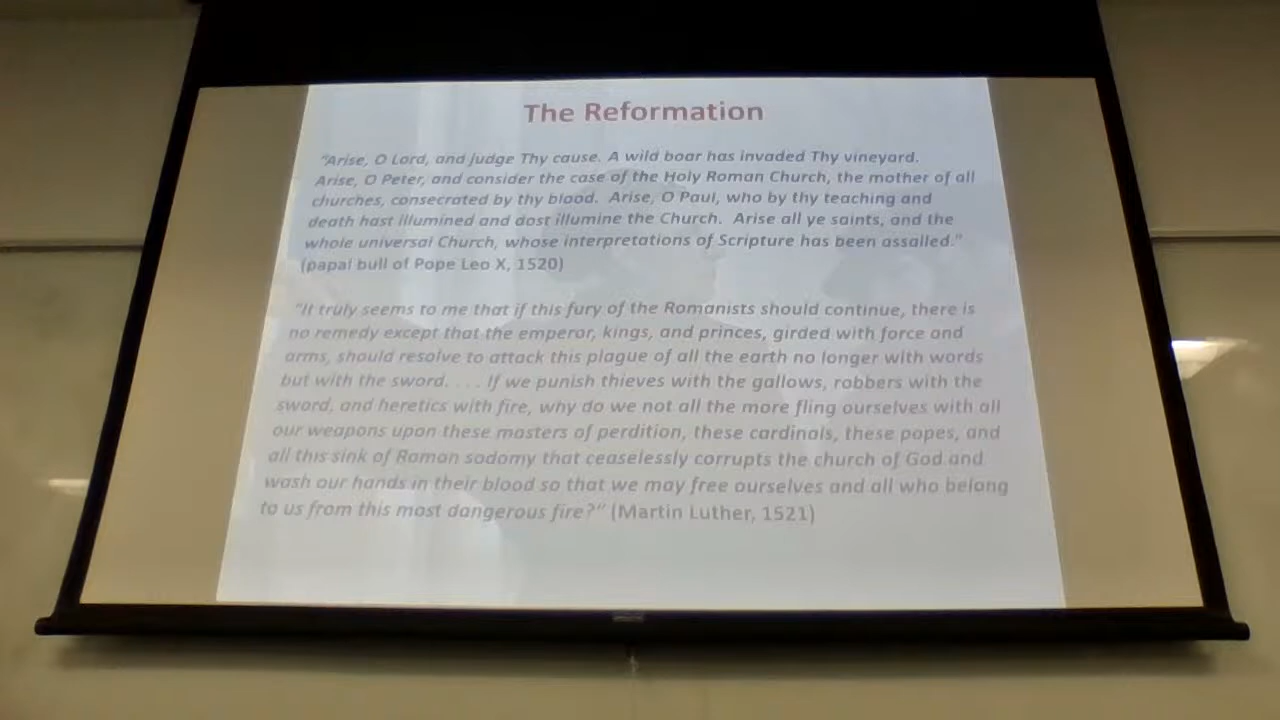 The Reformation
"Arise, O Lord, and judge Thy cause. A wild boar has invaded Thy vineyard.
Arise, O Peter, and consider the case of the Holy Roman Church, the mother of all
churches, consecrated by thy blood. Arise, O Paul, who by thy teaching and
death hast illumined and dost illumine the Church. Arise all ye saints, and the
whole universal Church, whose interpretations of Scripture has been assailed."
(papal bull of Pope Leo X, 1520)
"It truly seems to me that if this fury of the Romanists should continue, there is
no remedy except that the emperor, kings, and princes, girded with force and
arms, should resolve to attack this plague of all the earth no longer with words
but with the sword. . . . If we punish thieves with the gallows, robbers with the
sword, and heretics with fire, why do we not all the more fling ourselves with all
our weapons upon these masters of perdition, these cardinals, these popes, and
all this sink of Roman sodomy that ceaselessly corrupts the church of God and
wash our hands in their blood so that we may free ourselves and all who belong
to us from this most dangerous fire?" (Martin Luther, 1521)